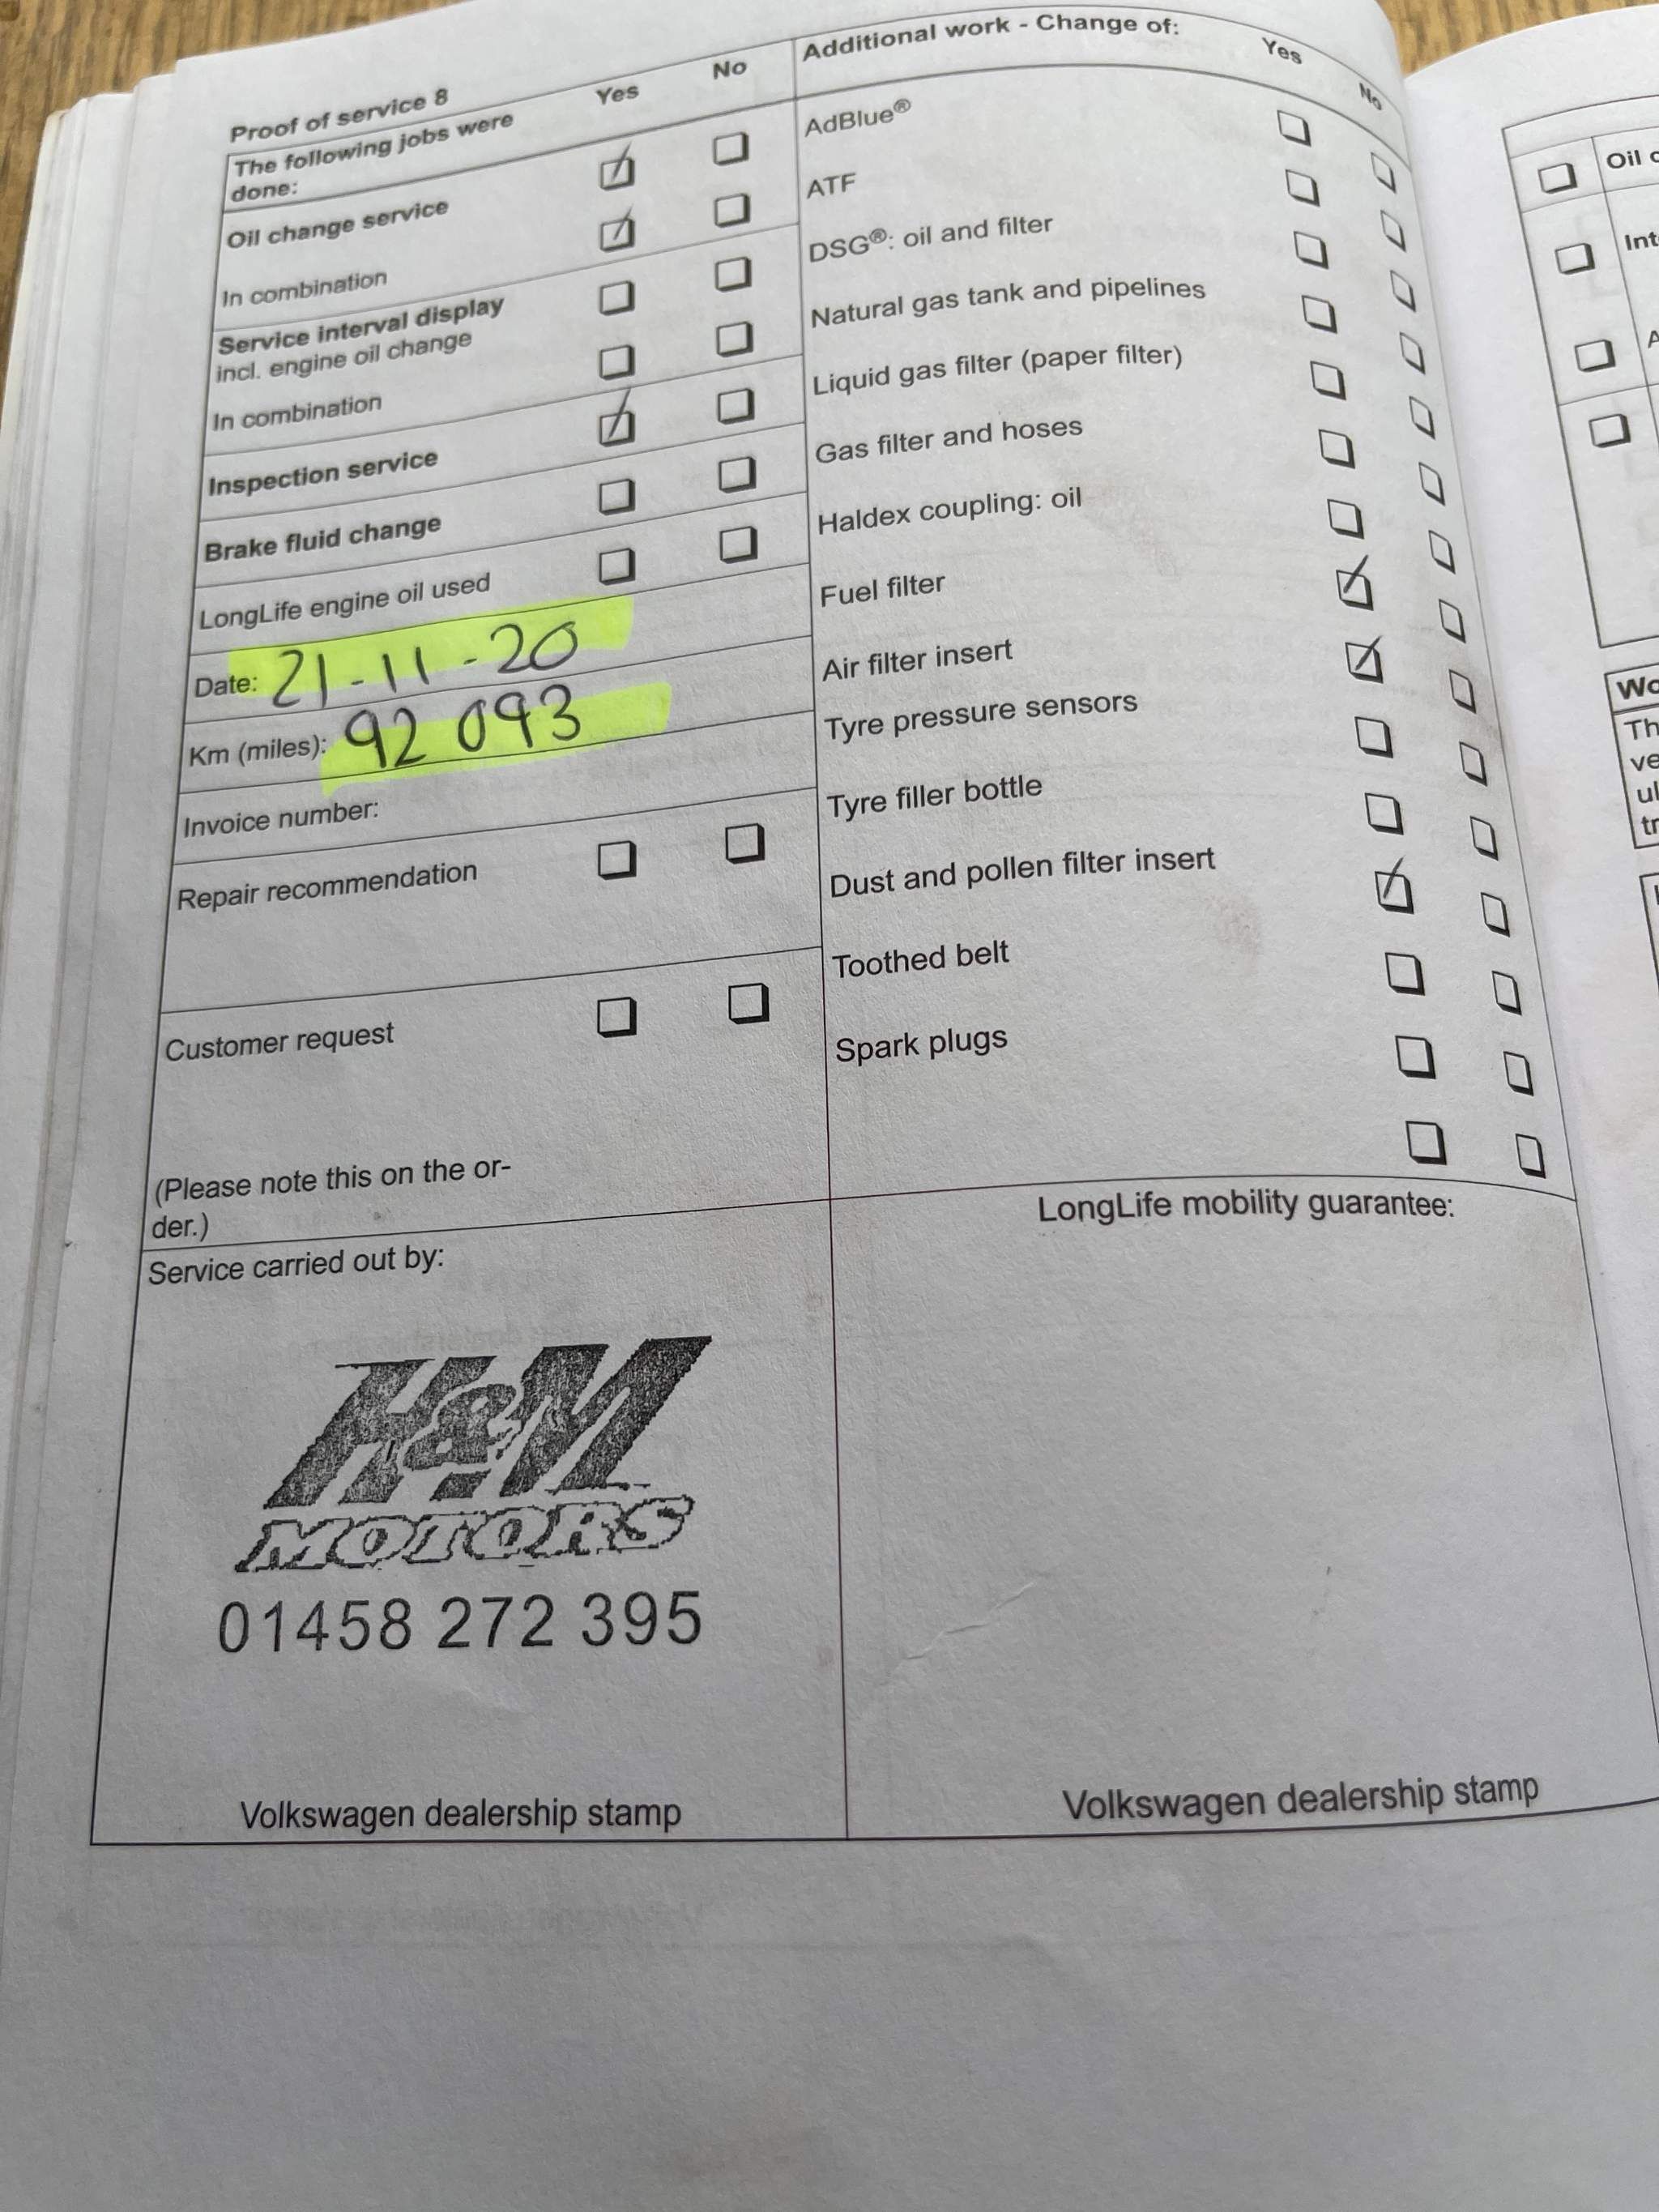 Proof of service 8
The following jobs were
done:
Yes
No
Oil change service
In combination
Service interval display
incl. engine oil change
In combination
Inspection service
Brake fluid change
LongLife engine oil used
Date: 21-11-20
Km (miles): 92 093
Invoice number:
Repair recommendation
Customer request
(Please note this on the or-
der.)
Service carried out by:
H&M
MOTORS
01458 272 395
Volkswagen dealership stamp
Additional work - Change of:
Yes
No
AdBlue®
ATF
DSG®: oil and filter
Natural gas tank and pipelines
Liquid gas filter (paper filter)
Gas filter and hoses
Haldex coupling: oil
Fuel filter
Air filter insert
Tyre pressure sensors
Tyre filler bottle
Dust and pollen filter insert
Toothed belt
Spark plugs
LongLife mobility guarantee:
Volkswagen dealership stamp
Oil